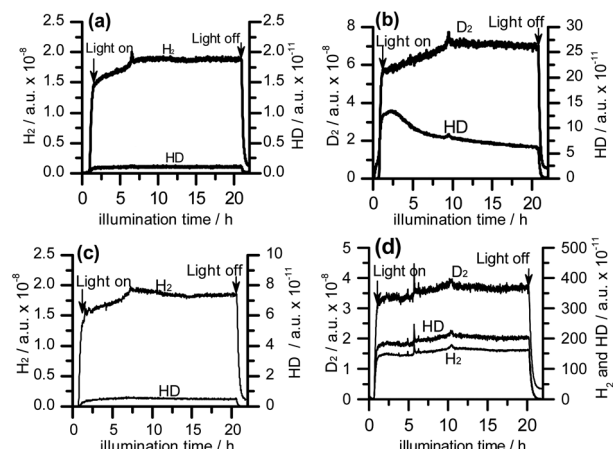 (a)
Light on
H₂
Light off
HD
H₂ / a.u. x 10⁻⁸
HD / a.u. x 10⁻¹¹
2.5
2.0
1.5
1.0
0.5
0.0
2.5
2.0
1.5
1.0
0.5
0.0
0 5 10 15 20
illumination time / h
(b)
D₂
Light on
Light off
HD
D₂ / a.u. x 10⁻⁸
HD / a.u. x 10⁻¹¹
8
6
4
2
0
30
25
20
15
10
5
0
0 5 10 15 20
illumination time / h
(c)
Light on
H₂
Light off
HD
H₂ / a.u. x 10⁻⁸
HD / a.u. x 10⁻¹¹
2.5
2.0
1.5
1.0
0.5
0.0
10
8
6
4
2
0
0 5 10 15 20
illumination time / h
(d)
Light on
D₂
Light off
HD
H₂
D₂ / a.u. x 10⁻⁸
H₂ and HD / a.u. x 10⁻¹¹
5
4
3
2
1
0
500
400
300
200
100
0
0 5 10 15 20
illumination time / h